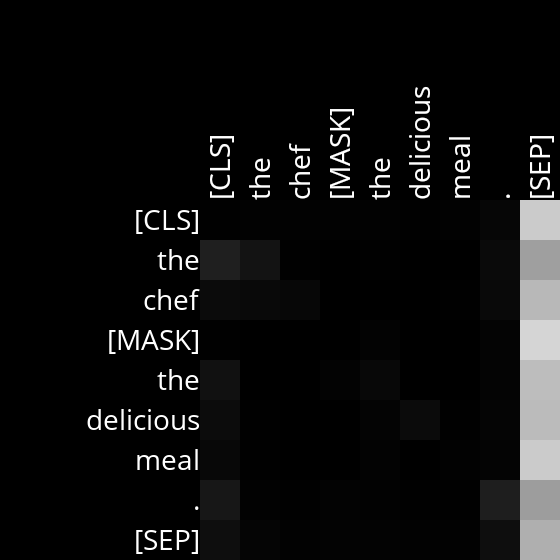 [CLS]
the
chef
[MASK]
the
delicious
meal
.
[SEP]
[CLS]
the
chef
[MASK]
the
delicious
meal
.
[SEP]